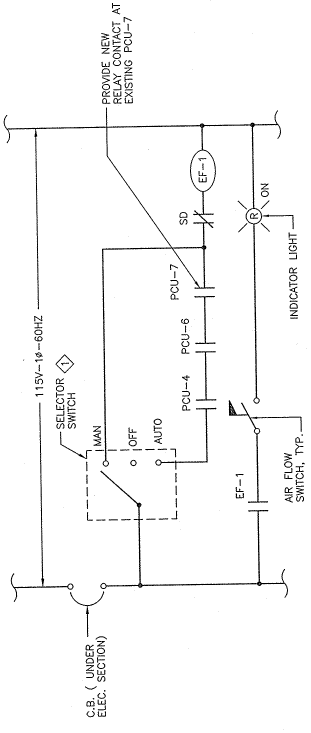 C.B. ( UNDER
ELEC. SECTION)
115V-1ø-60HZ
SELECTOR
SWITCH
1
MAN
OFF
AUTO
PCU-4
PCU-6
PCU-7
SD
EF-1
PROVIDE NEW
RELAY CONTACT AT
EXISTING PCU-7
EF-1
AIR FLOW
SWITCH, TYP.
R
ON
INDICATOR LIGHT